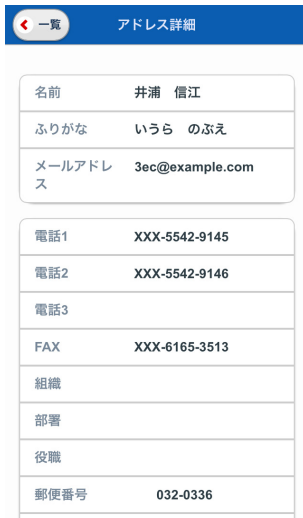 一覧 アドレス詳細
名前 井浦　信江
ふりがな いうら　のぶえ
メールアドレ
ス 3ec@example.com
電話1 XXX-5542-9145
電話2 XXX-5542-9146
電話3
FAX XXX-6165-3513
組織
部署
役職
郵便番号 032-0336